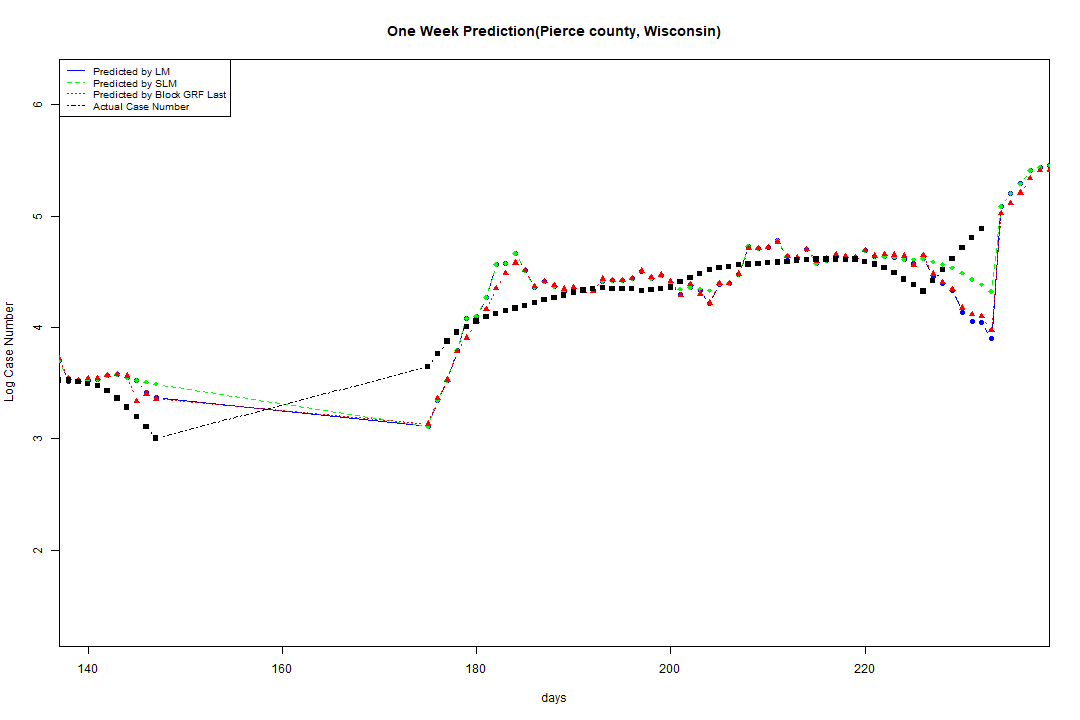 One Week Prediction(Pierce county, Wisconsin)
Predicted by LM
Predicted by SLM
Predicted by Block GRF Last
Actual Case Number
6
5
4
3
2
Log Case Number
140 160 180 200 220
days